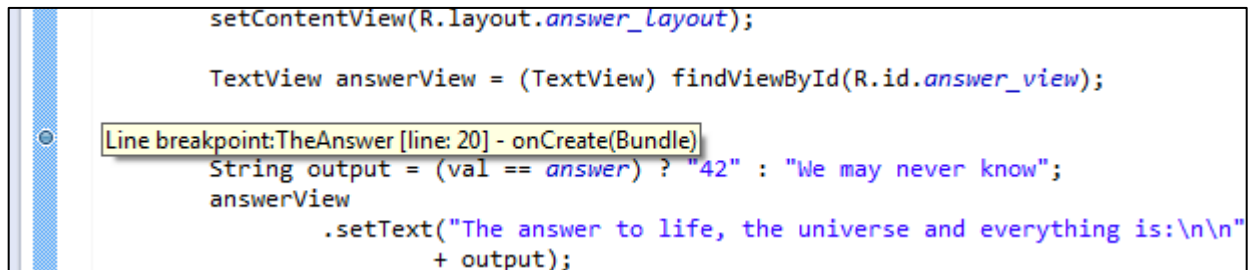 setContentView(R.layout.answer_layout);
TextView answerView = (TextView) findViewById(R.id.answer_view);
Line breakpoint:TheAnswer [line: 20] - onCreate(Bundle)
String output = (val == answer) ? "42" : "We may never know";
answerView
.setText("The answer to life, the universe and everything is:\n\n"
+ output);